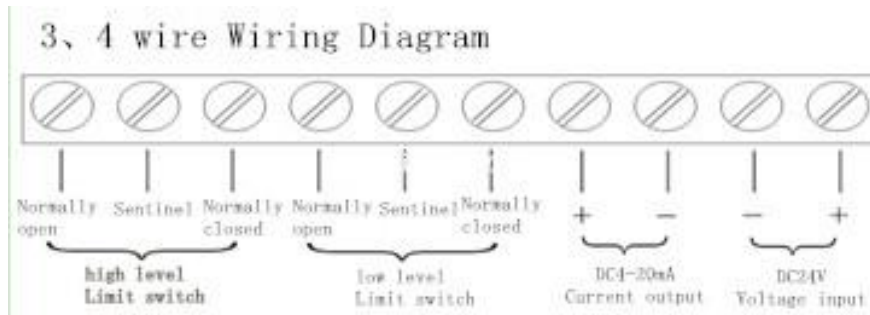 3、4 wire Wiring Diagram
Normally open
Sentinel
Normally closed
Normally open
Sentinel
Normally closed
+ − − +
high level
Limit switch
low level
Limit switch
DC4-20mA
Current output
DC24V
Voltage input